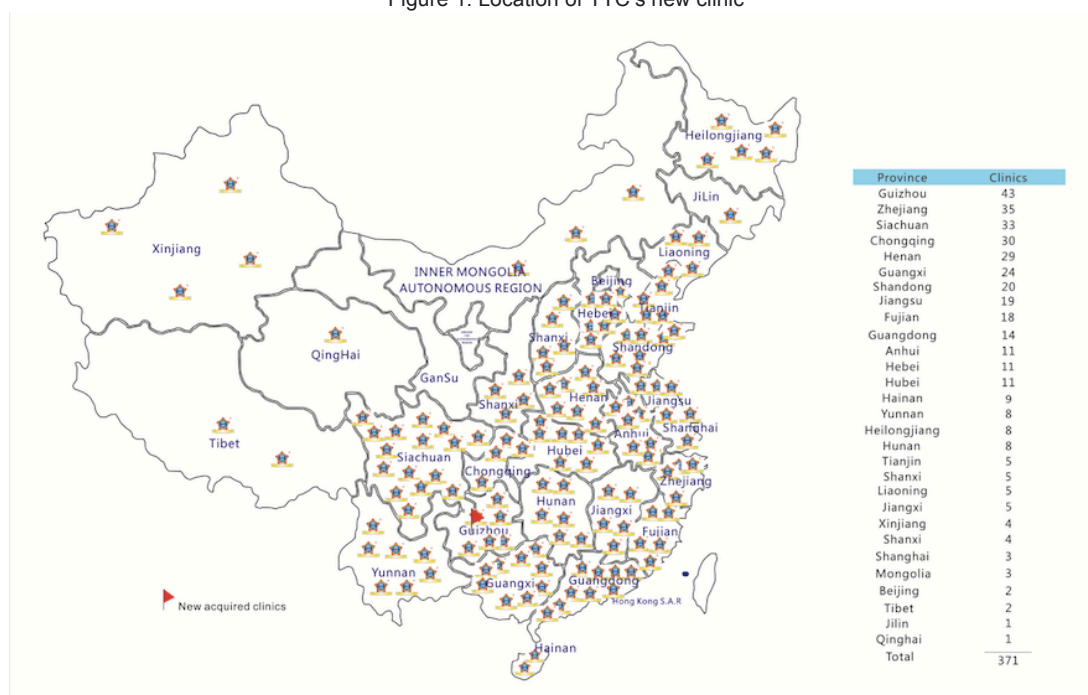 Figure 1. Location of TTC's new clinic
Heilongjiang
JiLin
Liaoning
Xinjiang
INNER MONGOLIA
AUTONOMOUS REGION
Beijing
Tianjin
Hebei
Shanxi
Shandong
QingHai
GanSu
Shanxi
Henan
Jiangsu
Shanghai
Anhui
Tibet
Siachuan
Chongqing
Hubei
Zhejiang
Hunan
Jiangxi
Guizhou
Fujian
Yunnan
Guangxi
Guangdong
Hong Kong S.A.R
Hainan
New acquired clinics
Province Clinics
Guizhou 43
Zhejiang 35
Siachuan 33
Chongqing 30
Henan 29
Guangxi 24
Shandong 20
Jiangsu 19
Fujian 18
Guangdong 14
Anhui 11
Hebei 11
Hubei 11
Hainan 9
Yunnan 8
Heilongjiang 8
Hunan 8
Tianjin 5
Shanxi 5
Liaoning 5
Jiangxi 5
Xinjiang 4
Shanxi 4
Shanghai 3
Mongolia 3
Beijing 2
Tibet 2
Jilin 1
Qinghai 1
Total 371